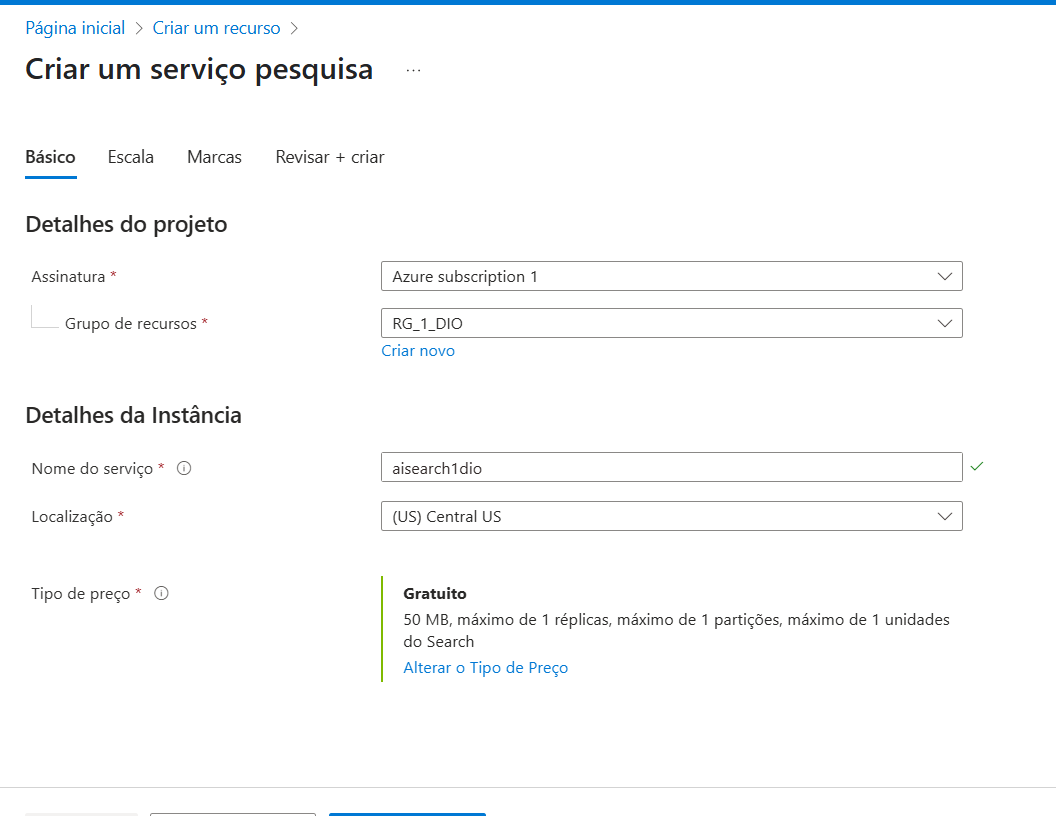 Página inicial > Criar um recurso >
Criar um serviço pesquisa ...
Básico Escala Marcas Revisar + criar
Detalhes do projeto
Assinatura * Azure subscription 1
Grupo de recursos * RG_1_DIO
Criar novo
Detalhes da Instância
Nome do serviço * aisearch1dio
Localização * (US) Central US
Tipo de preço * Gratuito
50 MB, máximo de 1 réplicas, máximo de 1 partições, máximo de 1 unidades
do Search
Alterar o Tipo de Preço